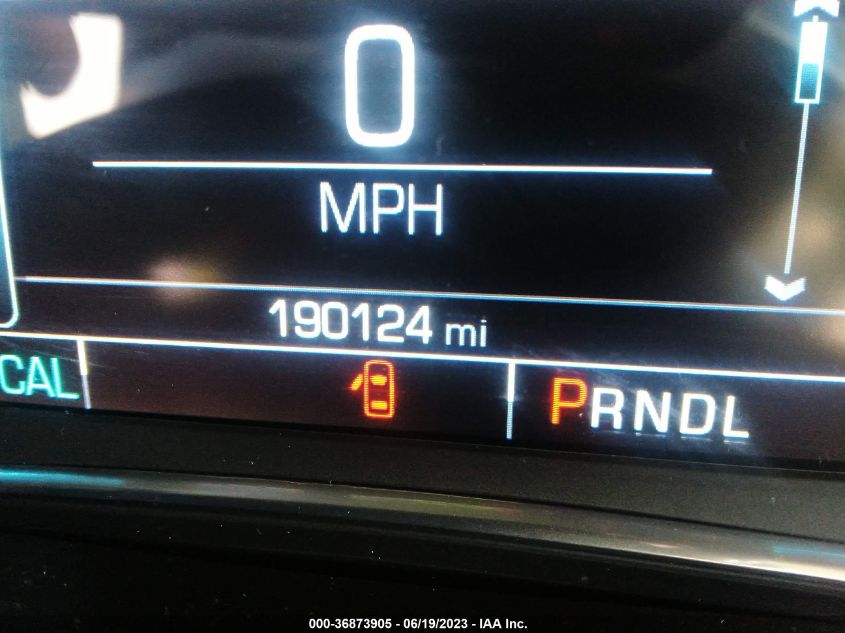 0
MPH
190124 mi
CAL
PRNDL
000-36873905 - 06/19/2023 - IAA Inc.